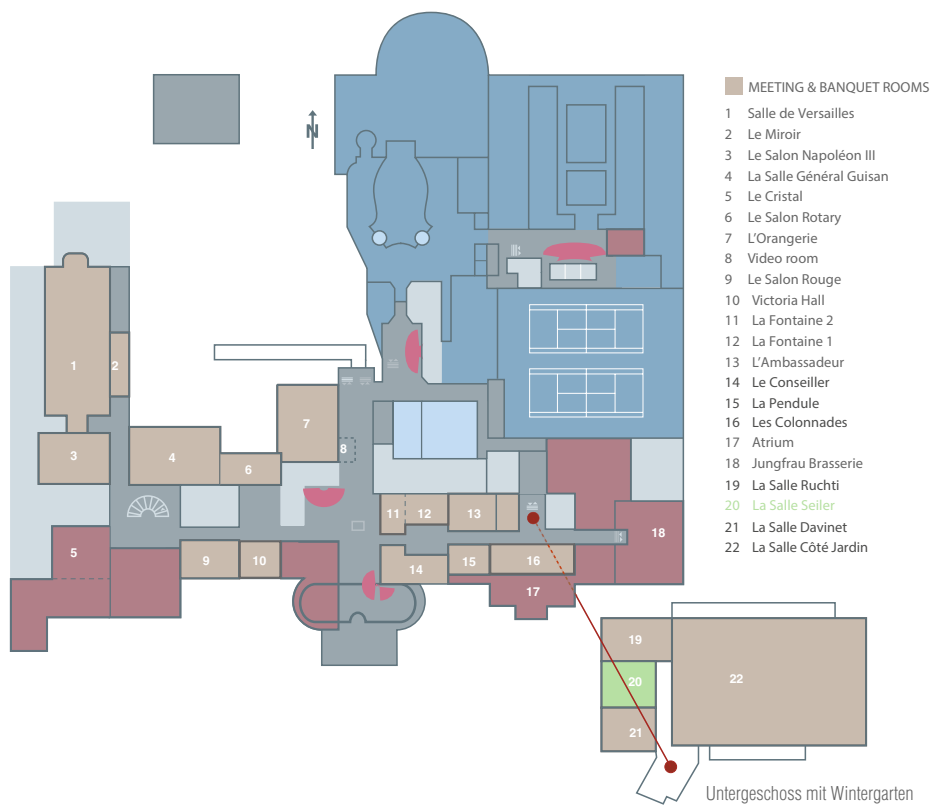 N
MEETING & BANQUET ROOMS
1 Salle de Versailles
2 Le Miroir
3 Le Salon Napoléon III
4 La Salle Général Guisan
5 Le Cristal
6 Le Salon Rotary
7 L'Orangerie
8 Video room
9 Le Salon Rouge
10 Victoria Hall
11 La Fontaine 2
12 La Fontaine 1
13 L'Ambassadeur
14 Le Conseiller
15 La Pendule
16 Les Colonnades
17 Atrium
18 Jungfrau Brasserie
19 La Salle Ruchti
20 La Salle Seiler
21 La Salle Davinet
22 La Salle Côté Jardin
1
2
3
4
6
7
8
5
9
10
11
12
13
14
15
16
17
18
19
20
21
22
Untergeschoss mit Wintergarten